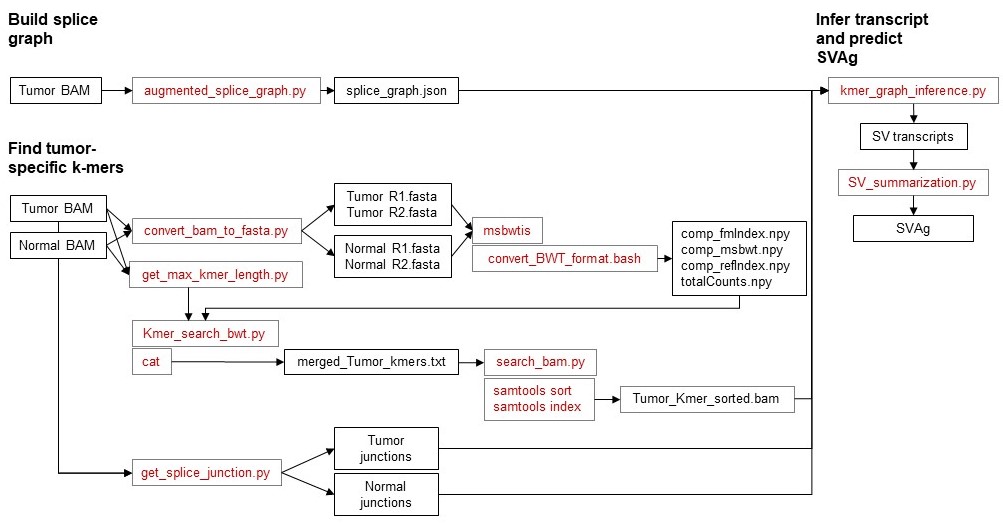 Build splice
graph
Infer transcript
and predict
SVAg
Tumor BAM
augmented_splice_graph.py
splice_graph.json
kmer_graph_inference.py
SV transcripts
SV_summarization.py
SVAg
Find tumor-
specific k-mers
Tumor BAM
Normal BAM
convert_bam_to_fasta.py
get_max_kmer_length.py
Tumor R1.fasta
Tumor R2.fasta
Normal R1.fasta
Normal R2.fasta
msbwtis
convert_BWT_format.bash
comp_fmIndex.npy
comp_msbwt.npy
comp_refIndex.npy
totalCounts.npy
Kmer_search_bwt.py
cat
merged_Tumor_kmers.txt
search_bam.py
samtools sort
samtools index
Tumor_Kmer_sorted.bam
get_splice_junction.py
Tumor
junctions
Normal
junctions